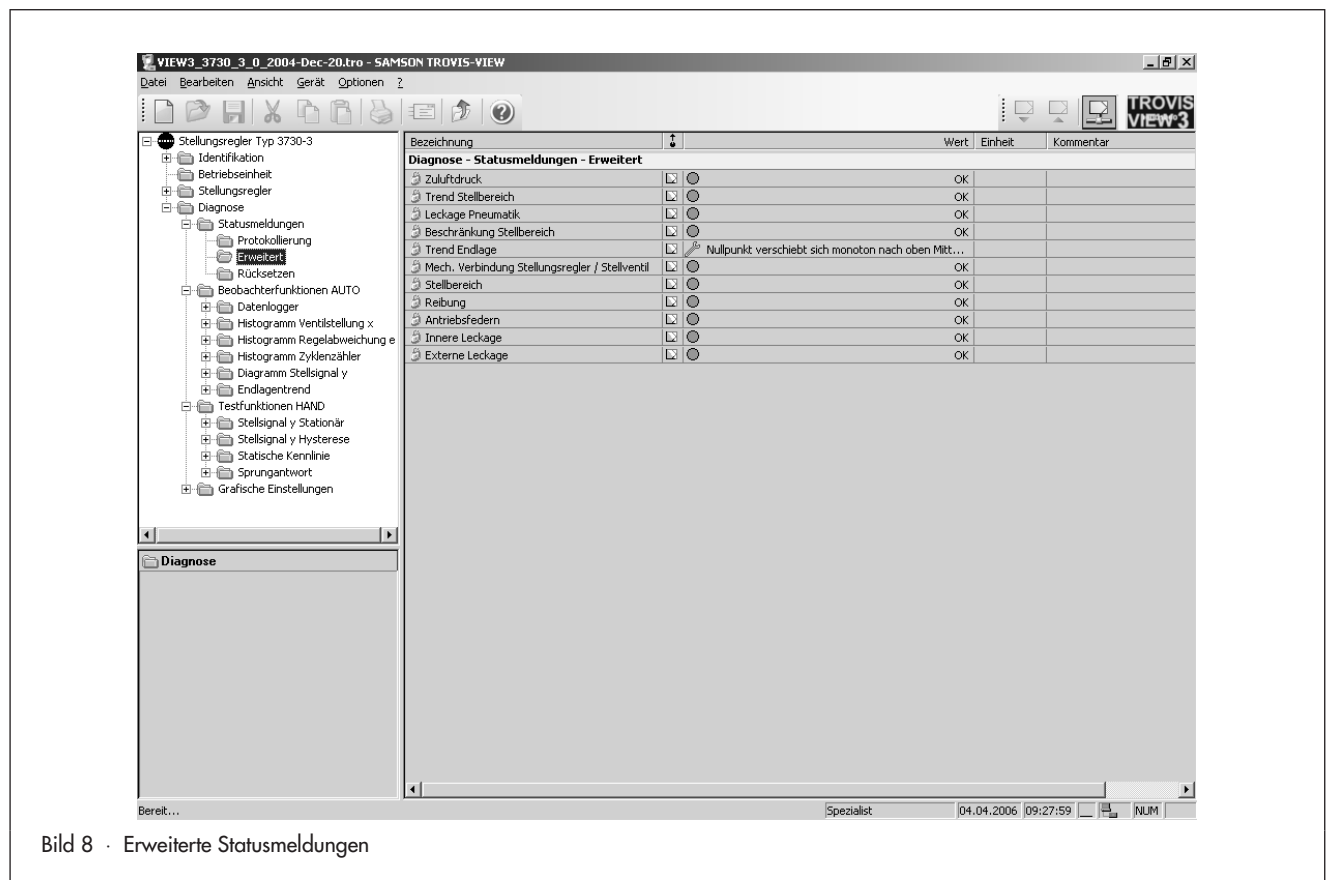 VIEW3_3730_3_0_2004-Dec-20.tro - SAMSON TROVIS-VIEW
Datei Bearbeiten Ansicht Gerät Optionen ?
TROVIS
VIEW 3
Stellungsregler Typ 3730-3
Identifikation
Betriebseinheit
Stellungsregler
Diagnose
Statusmeldungen
Protokollierung
Erweitert
Rücksetzen
Beobachterfunktionen AUTO
Datenlogger
Histogramm Ventilstellung x
Histogramm Regelabweichung e
Histogramm Zyklenzähler
Diagramm Stellsignal y
Endlagentrend
Testfunktionen HAND
Stellsignal y Stationär
Stellsignal y Hysterese
Statische Kennlinie
Sprungantwort
Grafische Einstellungen
Diagnose
Bezeichnung Wert Einheit Kommentar
Diagnose - Statusmeldungen - Erweitert
Zuluftdruck OK
Trend Stellbereich OK
Leckage Pneumatik OK
Beschränkung Stellbereich OK
Trend Endlage Nullpunkt verschiebt sich monoton nach oben Mitt...
Mech. Verbindung Stellungsregler / Stellventil OK
Stellbereich OK
Reibung OK
Antriebsfedern OK
Innere Leckage OK
Externe Leckage OK
Bereit... Spezialist 04.04.2006 09:27:59 NUM
Bild 8 · Erweiterte Statusmeldungen